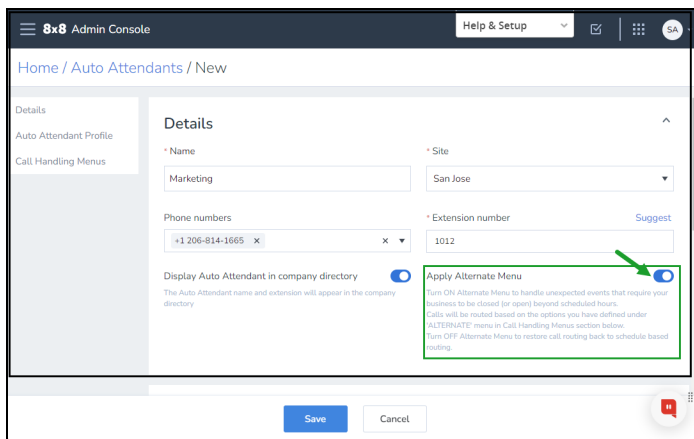 8x8 Admin Console
Help & Setup
SA
Home / Auto Attendants / New
Details
Auto Attendant Profile
Call Handling Menus
Details
* Name
* Site
Marketing
San Jose
Phone numbers
* Extension number
Suggest
+1 206-814-1665 x
x
1012
Display Auto Attendant in company directory
The Auto Attendant name and extension will appear in the company
directory
Apply Alternate Menu
Turn ON Alternate Menu to handle unexpected events that require your
business to be closed (or open) beyond scheduled hours.
Calls will be routed based on the options you have defined under
'ALTERNATE' menu in Call Handling Menus section below.
Turn OFF Alternate Menu to restore call routing back to schedule based
routing.
Save
Cancel